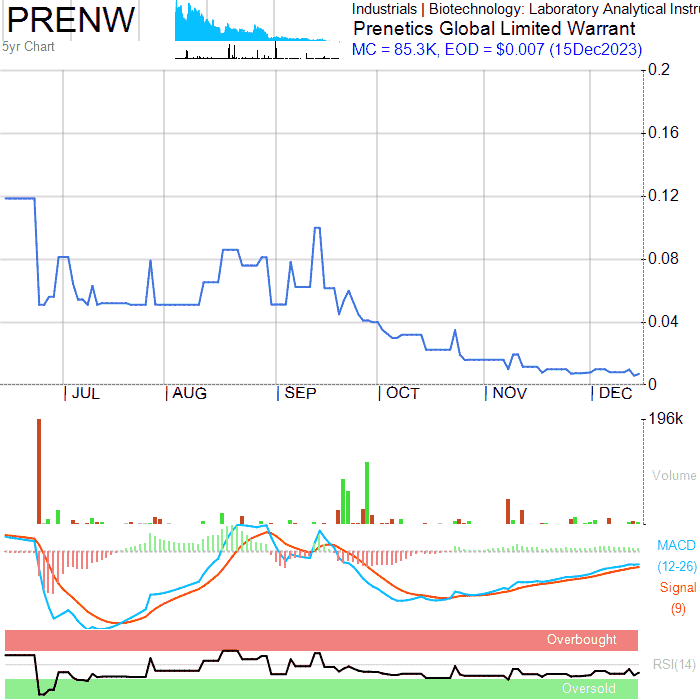 PRENW
5yr Chart
Industrials | Biotechnology: Laboratory Analytical Instru
Prenetics Global Limited Warrant
MC = 85.3K, EOD = $0.007 (15Dec2023)
0.2
0.16
0.12
0.08
0.04
0
JUL AUG SEP OCT NOV DEC
196k
Volume
MACD
(12-26)
Signal
(9)
Overbought
RSI(14)
Oversold